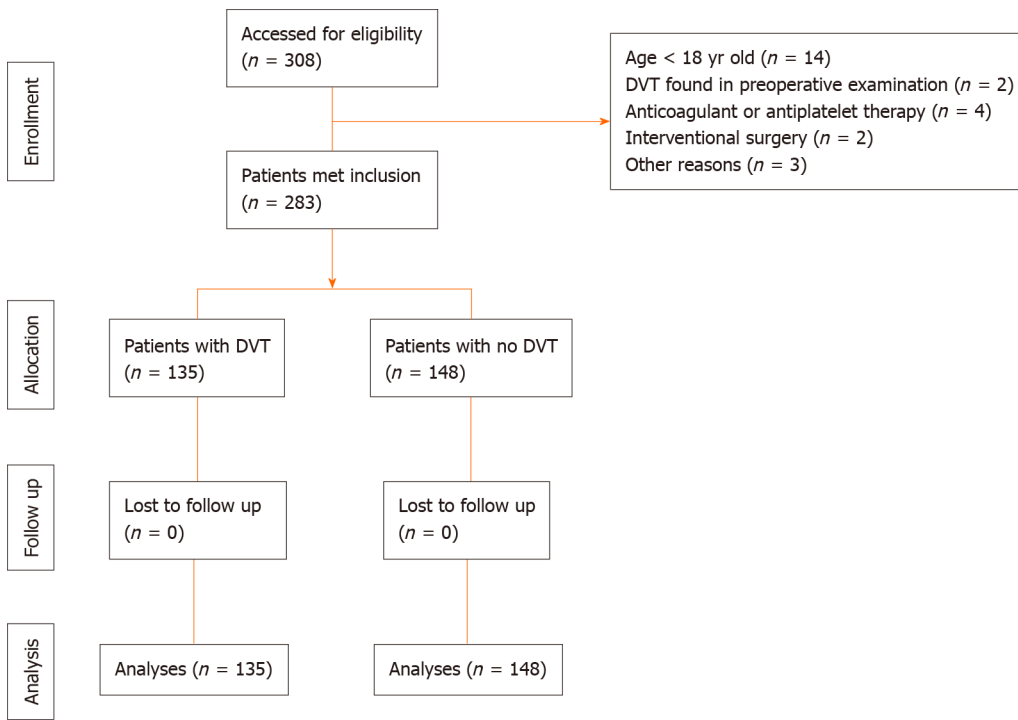 Enrollment
Accessed for eligibility
(n = 308)
Age < 18 yr old (n = 14)
DVT found in preoperative examination (n = 2)
Anticoagulant or antiplatelet therapy (n = 4)
Interventional surgery (n = 2)
Other reasons (n = 3)
Patients met inclusion
(n = 283)
Allocation
Patients with DVT
(n = 135)
Patients with no DVT
(n = 148)
Follow up
Lost to follow up
(n = 0)
Lost to follow up
(n = 0)
Analysis
Analyses (n = 135)
Analyses (n = 148)